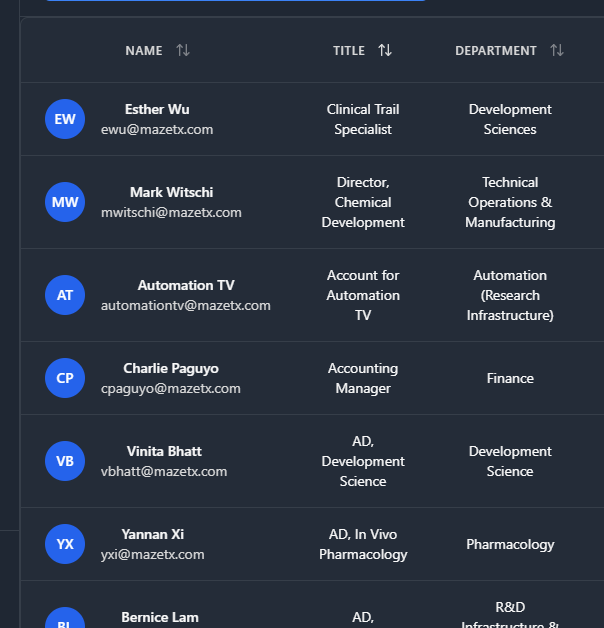 NAME TITLE DEPARTMENT
EW
Esther Wu
ewu@mazetx.com
Clinical Trail
Specialist
Development
Sciences
MW
Mark Witschi
mwitschi@mazetx.com
Director,
Chemical
Development
Technical
Operations &
Manufacturing
AT
Automation TV
automationtv@mazetx.com
Account for
Automation
TV
Automation
(Research
Infrastructure)
CP
Charlie Paguyo
cpaguyo@mazetx.com
Accounting
Manager
Finance
VB
Vinita Bhatt
vbhatt@mazetx.com
AD,
Development
Science
Development
Science
YX
Yannan Xi
yxi@mazetx.com
AD, In Vivo
Pharmacology
Pharmacology
BL
Bernice Lam
AD,
R&D
Infrastructure &